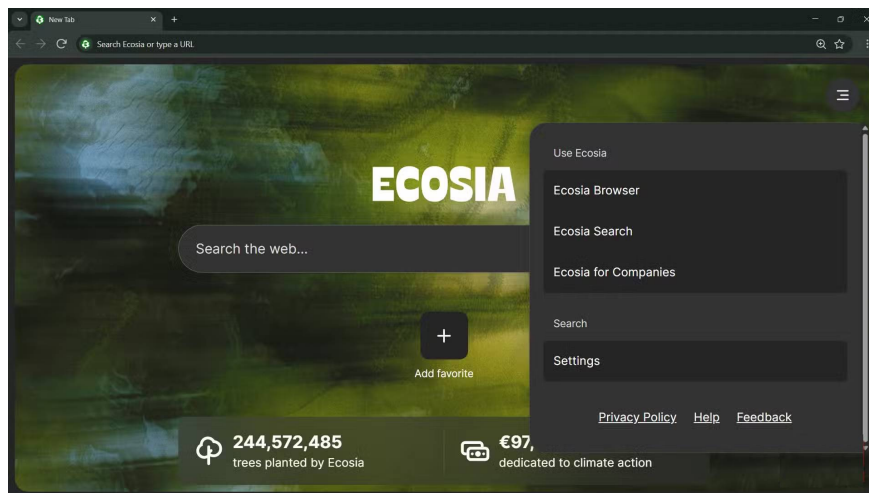 New Tab
Search Ecosia or type a URL
Use Ecosia
Ecosia Browser
ECOSIA
Ecosia Search
Search the web...
Ecosia for Companies
Search
Settings
Add favorite
Privacy Policy Help Feedback
244,572,485
trees planted by Ecosia
€97,
dedicated to climate action